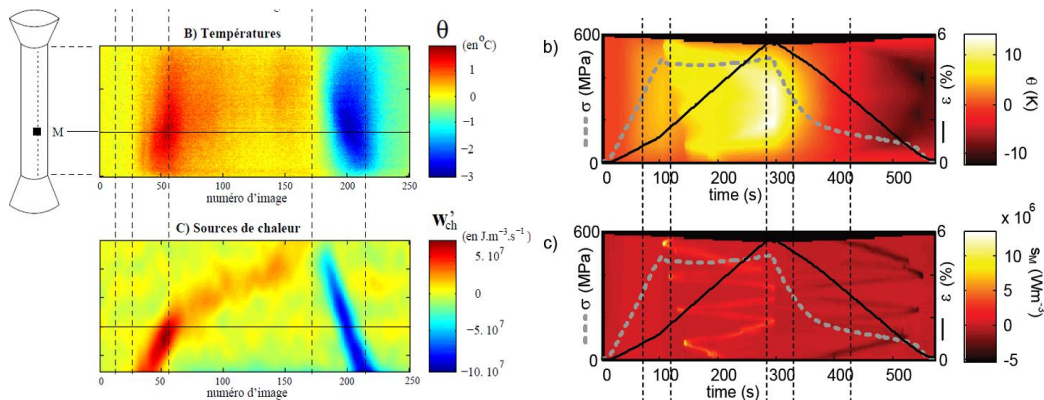 B) Températures
θ
(en°C)
2
1
0
−1
−2
−3
M
0 50 100 150 200 250
numéro d'image
C) Sources de chaleur
w'ch
(en J.m⁻³.s⁻¹)
5.10⁷
0
−5.10⁷
−10.10⁷
0 50 100 150 200 250
numéro d'image
b)
600
0
σ (MPa)
0 100 200 300 400 500
time (s)
6
0
ε (%)
10
0
−10
θ (K)
c)
600
0
σ (MPa)
0 100 200 300 400 500
time (s)
6
0
ε (%)
x 10⁶
10
5
0
-5
sM (Wm⁻³)